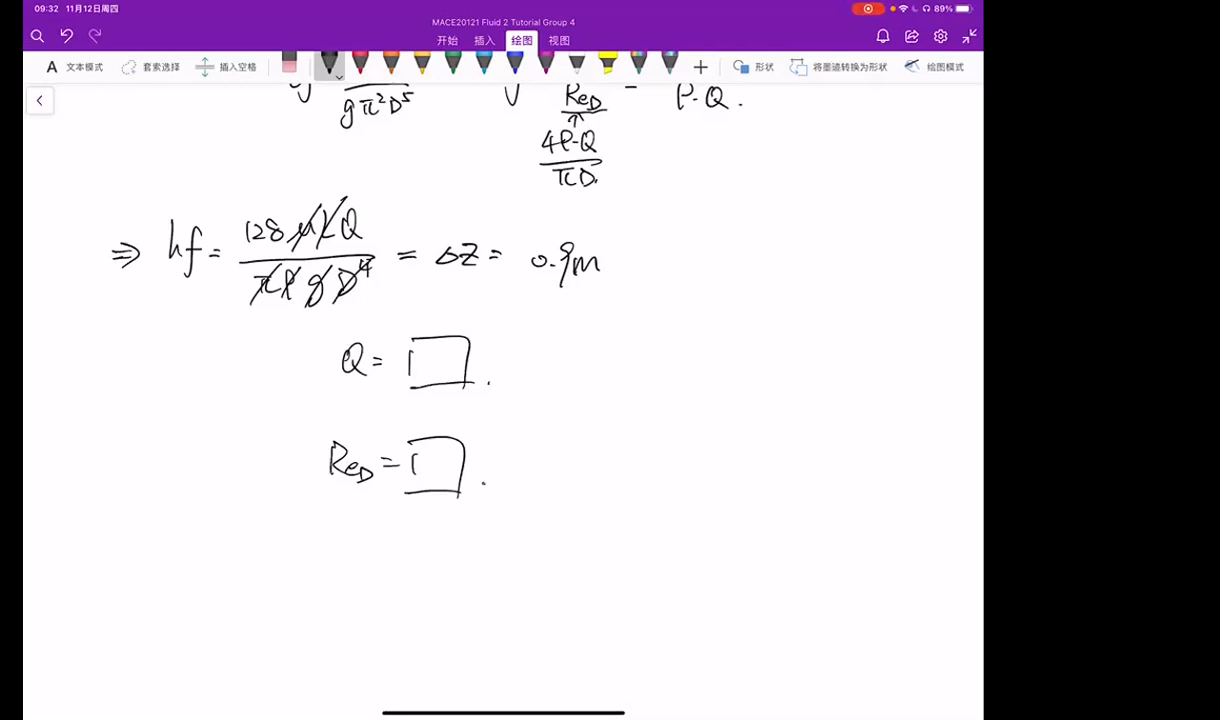 09:32 11月12日周四
89%
MACE20121 Fluid 2 Tutorial Group 4
开始 插入 绘图 视图
A 文本模式 套索选择 插入空格 形状 将墨迹转换为形状 绘图模式
gπ²D⁵ Re_D = ρ·Q.
4ρ·Q
πD.
⇒ hf = 128μLQ / πρgD⁴ = Δz = 0.9m
Q = .
Re_D = .